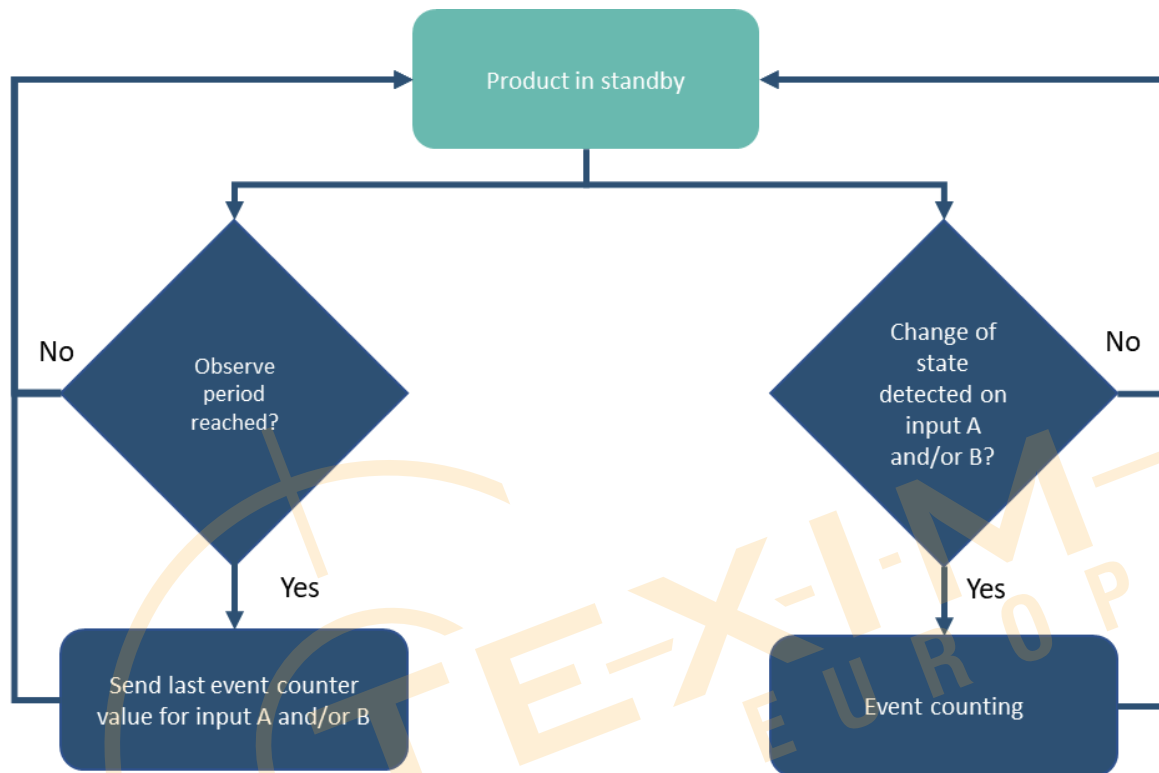 Product in standby
No
Observe
period
reached?
Change of
state
detected on
input A
and/or B?
No
Yes
Yes
Send last event counter
value for input A and/or B
Event counting
TEXIM
EUROP